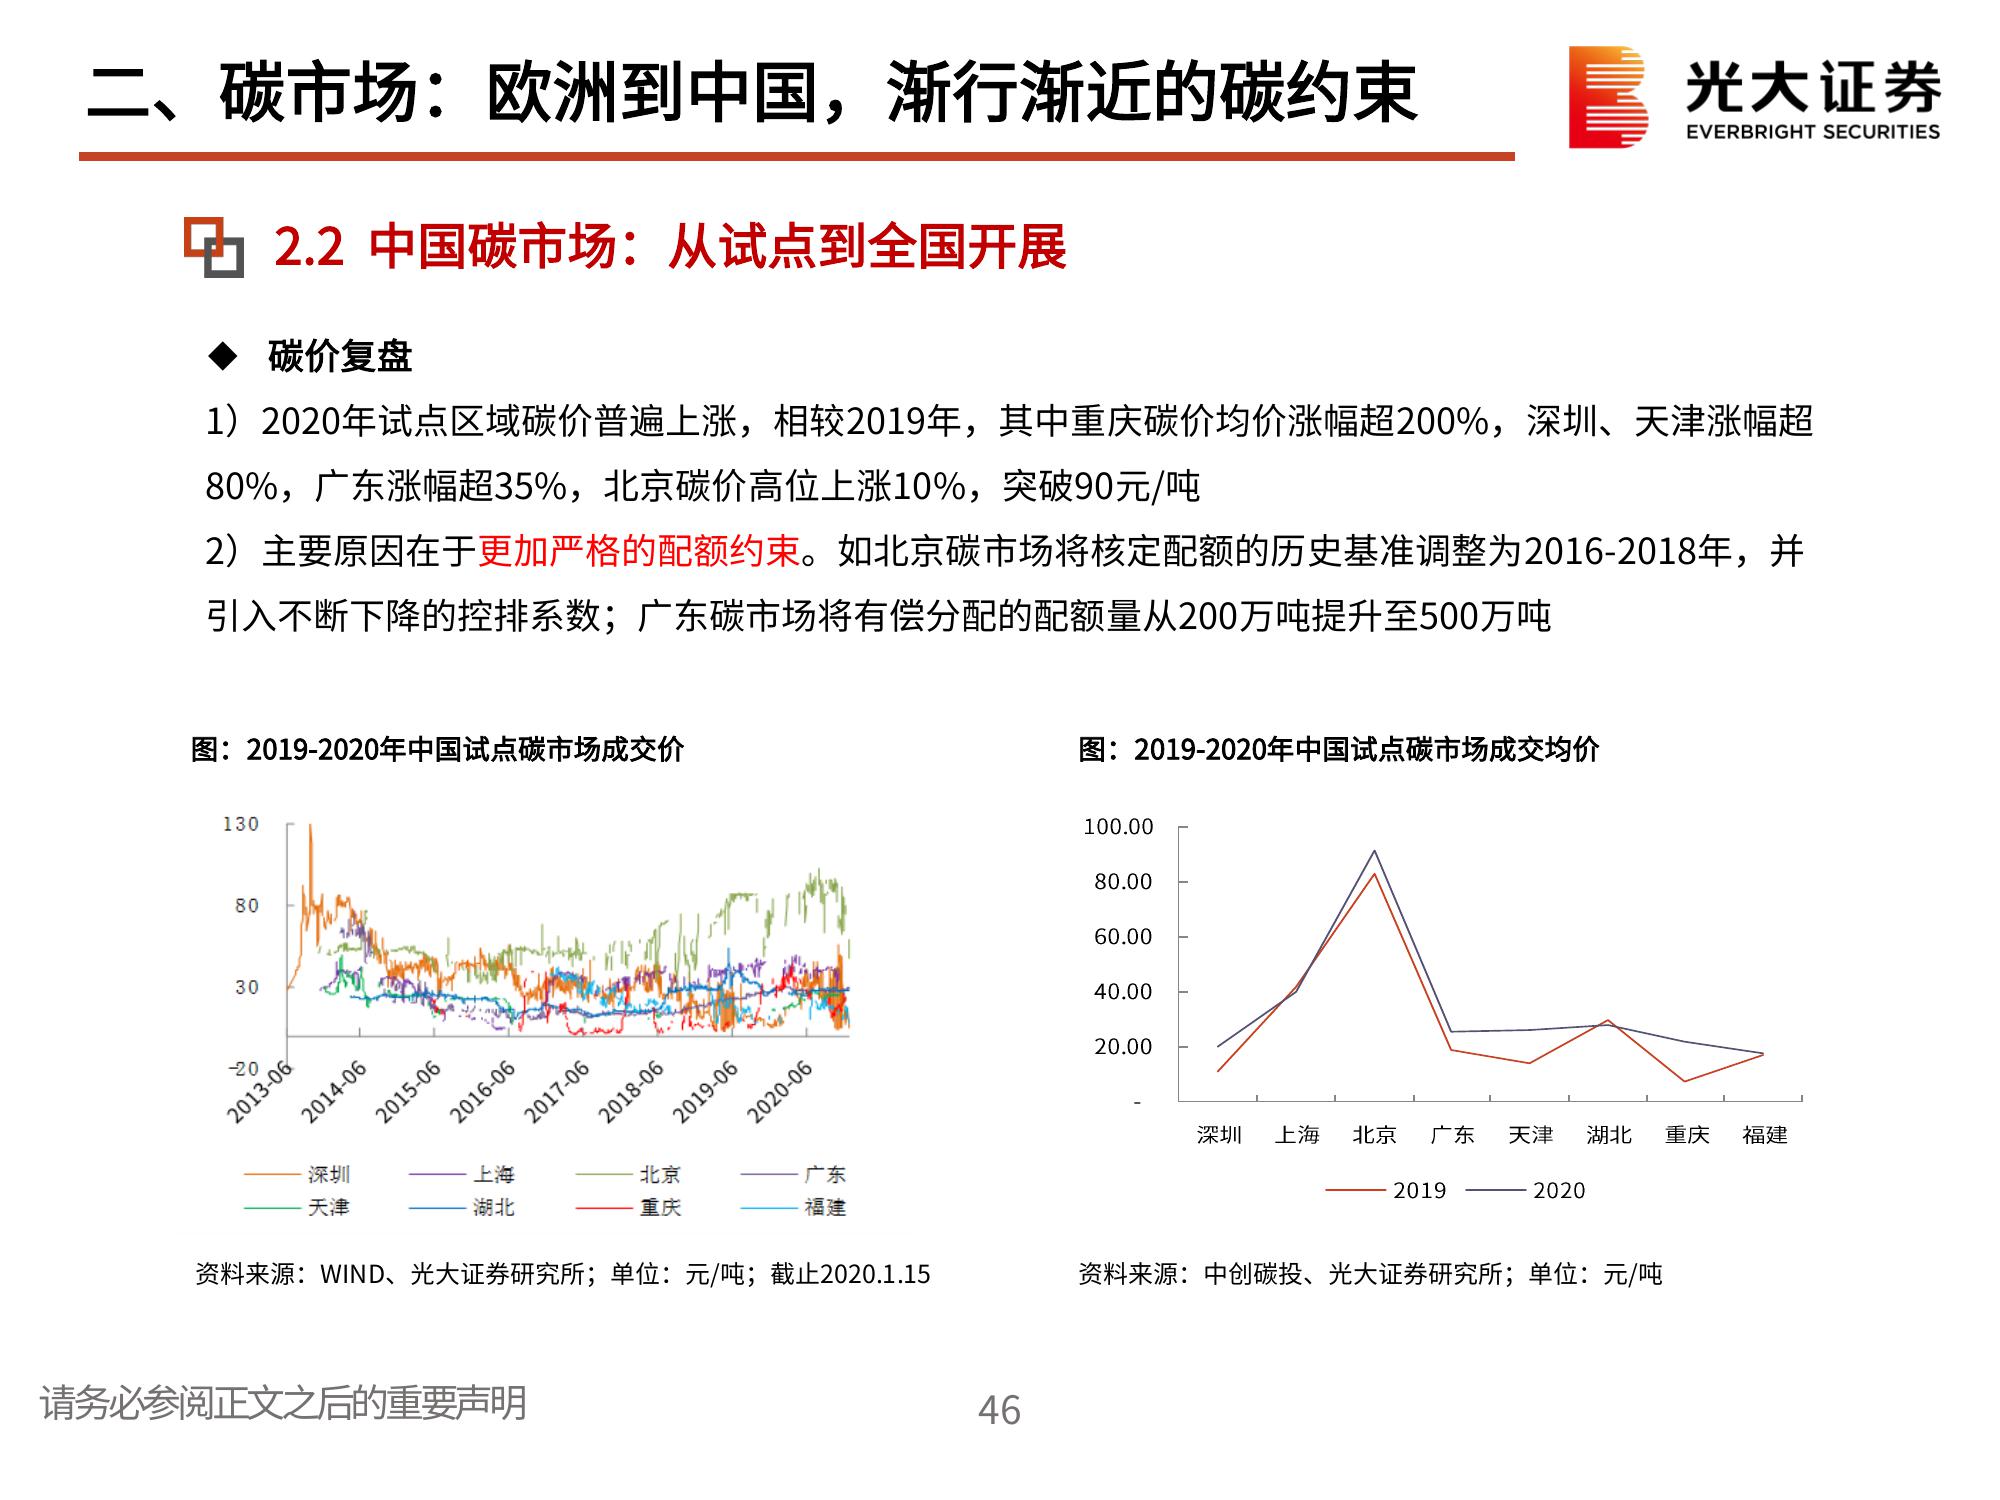 二、碳市场：欧洲到中国，渐行渐近的碳约束
光大证券
EVERBRIGHT SECURITIES
2.2 中国碳市场：从试点到全国开展
◆ 碳价复盘
1）2020年试点区域碳价普遍上涨，相较2019年，其中重庆碳价均价涨幅超200%，深圳、天津涨幅超
80%，广东涨幅超35%，北京碳价高位上涨10%，突破90元/吨
2）主要原因在于更加严格的配额约束。如北京碳市场将核定配额的历史基准调整为2016-2018年，并
引入不断下降的控排系数；广东碳市场将有偿分配的配额量从200万吨提升至500万吨
图：2019-2020年中国试点碳市场成交价
130
80
30
-20
2013-06 2014-06 2015-06 2016-06 2017-06 2018-06 2019-06 2020-06
深圳 上海 北京 广东
天津 湖北 重庆 福建
资料来源：WIND、光大证券研究所；单位：元/吨；截止2020.1.15
图：2019-2020年中国试点碳市场成交均价
100.00
80.00
60.00
40.00
20.00
-
深圳 上海 北京 广东 天津 湖北 重庆 福建
2019 2020
资料来源：中创碳投、光大证券研究所；单位：元/吨
请务必参阅正文之后的重要声明
46